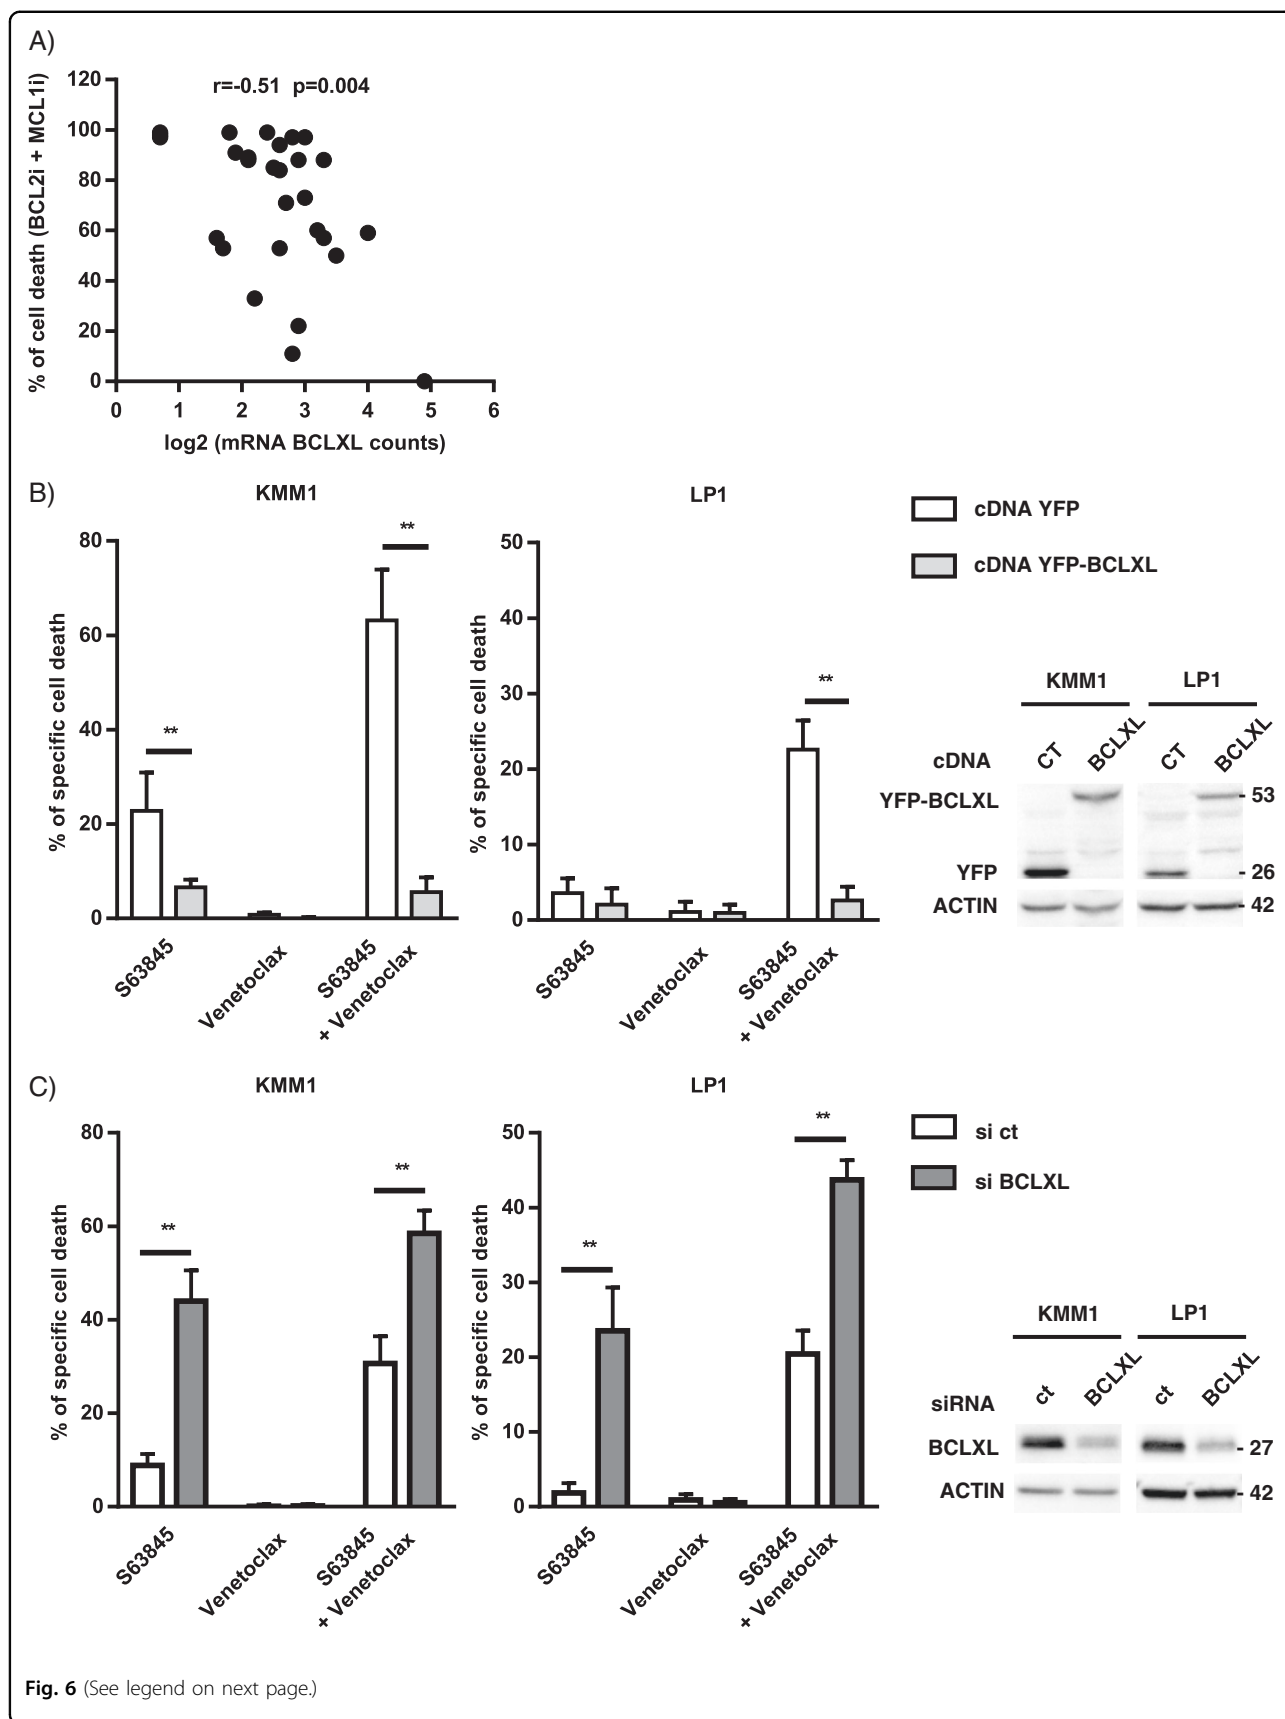 A)
r=-0.51 p=0.004
% of cell death (BCL2i + MCL1i)
120
100
80
60
40
20
0
0 1 2 3 4 5 6
log2 (mRNA BCLXL counts)
B)
KMM1
% of specific cell death
80
60
40
20
0
**
**
S63845
Venetoclax
S63845
+ Venetoclax
LP1
% of specific cell death
50
40
30
20
10
0
**
S63845
Venetoclax
S63845
+ Venetoclax
cDNA YFP
cDNA YFP-BCLXL
KMM1 LP1
cDNA CT BCLXL CT BCLXL
YFP-BCLXL - 53
YFP - 26
ACTIN - 42
C)
KMM1
% of specific cell death
80
60
40
20
0
**
**
S63845
Venetoclax
S63845
+ Venetoclax
LP1
% of specific cell death
50
40
30
20
10
0
**
**
S63845
Venetoclax
S63845
+ Venetoclax
si ct
si BCLXL
KMM1 LP1
siRNA ct BCLXL ct BCLXL
BCLXL - 27
ACTIN - 42
Fig. 6 (See legend on next page.)